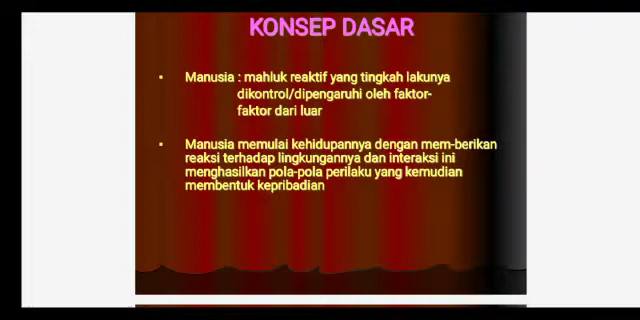 KONSEP DASAR
• Manusia : mahluk reaktif yang tingkah lakunya
dikontrol/dipengaruhi oleh faktor-
faktor dari luar
• Manusia memulai kehidupannya dengan mem-berikan
reaksi terhadap lingkungannya dan interaksi ini
menghasilkan pola-pola perilaku yang kemudian
membentuk kepribadian